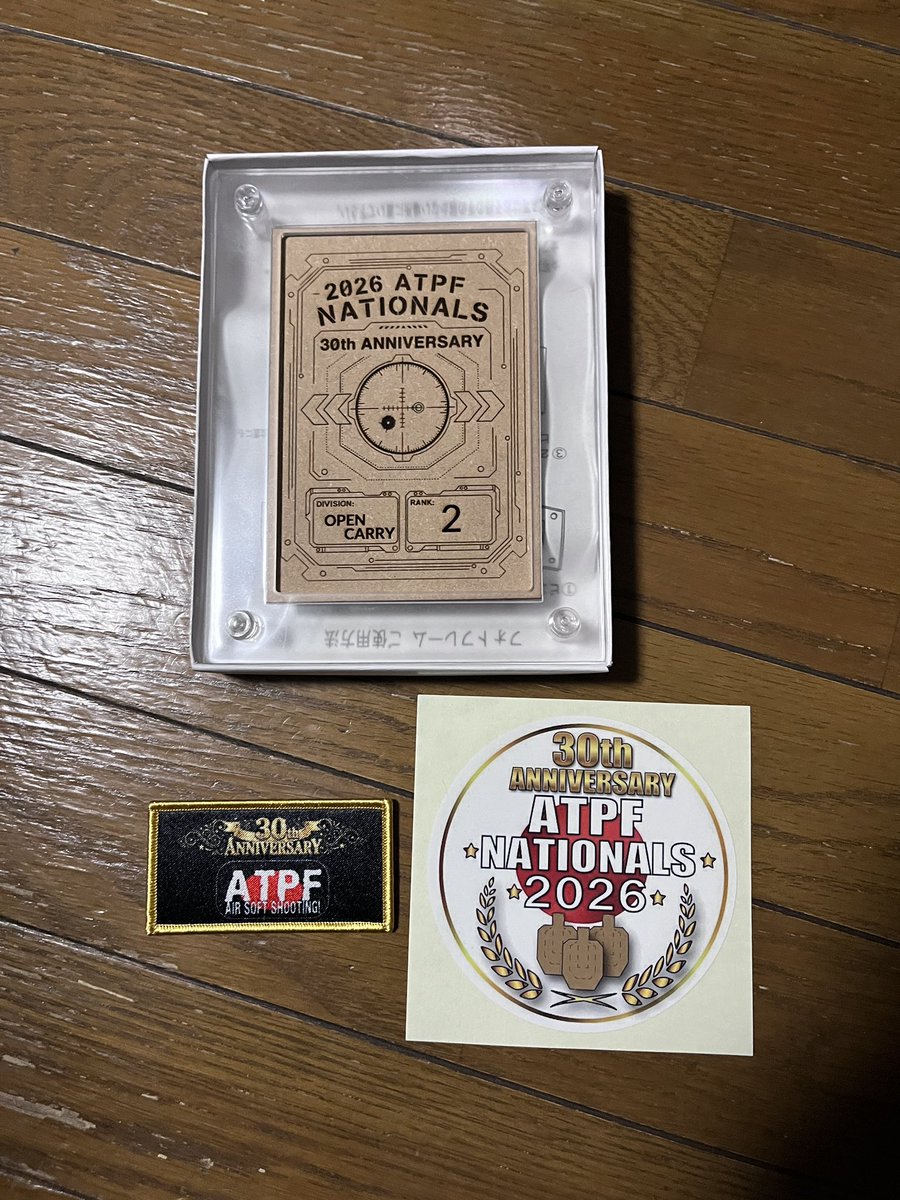 2026 ATPF
NATIONALS
30th ANNIVERSARY
DIVISION:
OPEN
CARRY
RANK:
2
フォトフレーム ご使用方法
30th
ANNIVERSARY
ATPF
AIR SOFT SHOOTING!
30th
ANNIVERSARY
ATPF
NATIONALS
2026